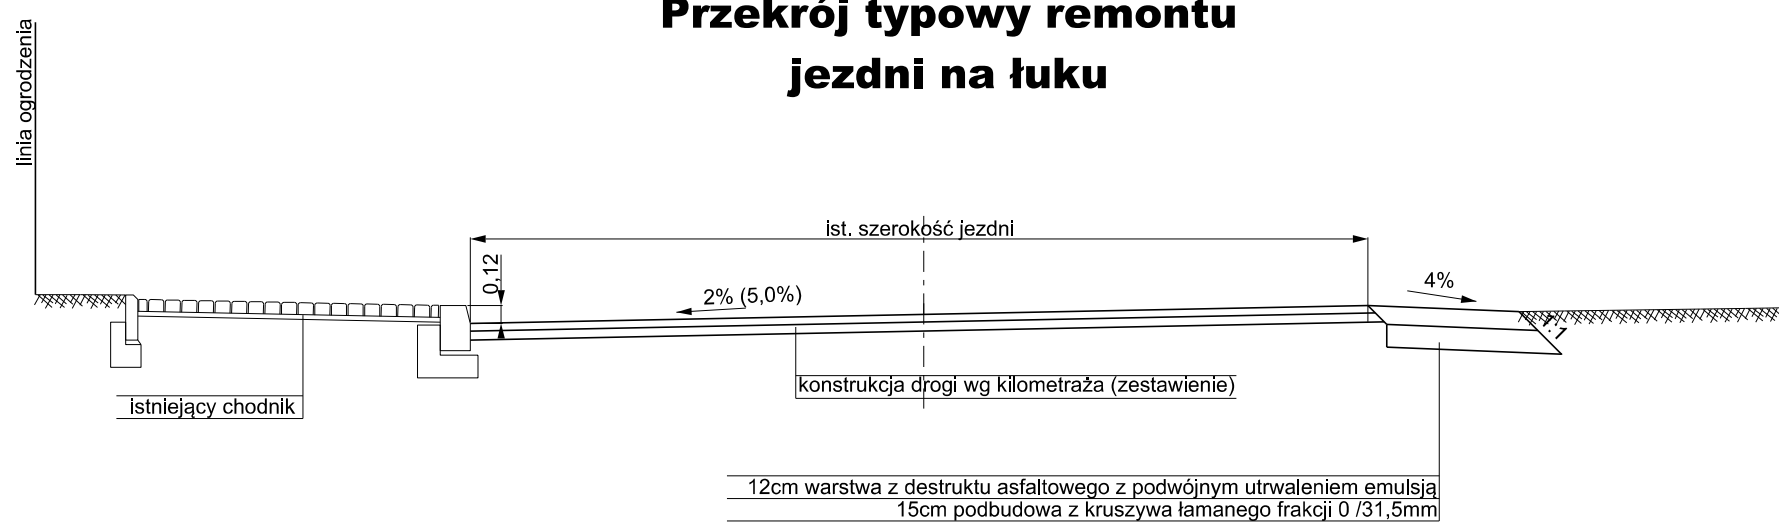 Przekrój typowy remontu
jezdni na łuku
linia ogrodzenia
ist. szerokość jezdni
0,12
2% (5,0%)
4%
1:1
konstrukcja drogi wg kilometraża (zestawienie)
istniejący chodnik
12cm warstwa z destruktu asfaltowego z podwójnym utrwaleniem emulsją
15cm podbudowa z kruszywa łamanego frakcji 0 /31,5mm